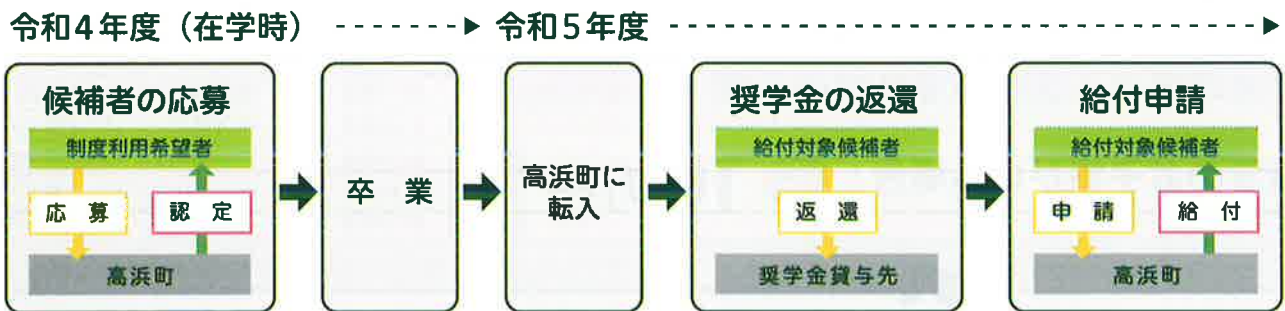 令和4年度（在学時）
令和5年度
候補者の応募
制度利用希望者
応募
認定
高浜町
卒業
高浜町に
転入
奨学金の返還
給付対象候補者
返還
奨学金貸与先
給付申請
給付対象候補者
申請
給付
高浜町